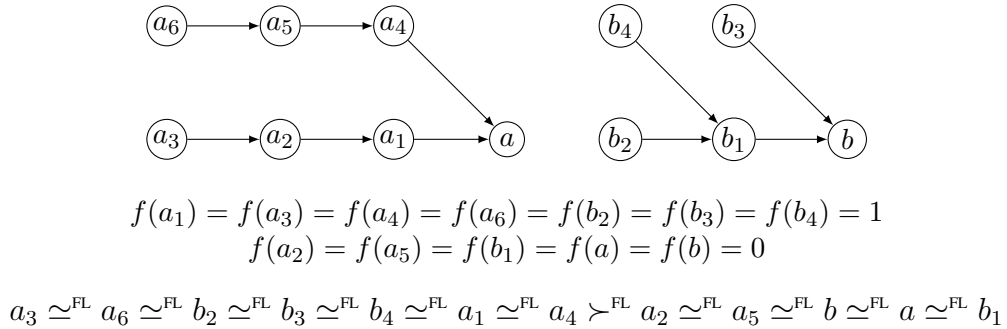 a₆ a₅ a₄ b₄ b₃
a₃ a₂ a₁ a b₂ b₁ b
f(a₁) = f(a₃) = f(a₄) = f(a₆) = f(b₂) = f(b₃) = f(b₄) = 1
f(a₂) = f(a₅) = f(b₁) = f(a) = f(b) = 0
a₃ ≃ᶠᴸ a₆ ≃ᶠᴸ b₂ ≃ᶠᴸ b₃ ≃ᶠᴸ b₄ ≃ᶠᴸ a₁ ≃ᶠᴸ a₄ ≻ᶠᴸ a₂ ≃ᶠᴸ a₅ ≃ᶠᴸ b ≃ᶠᴸ a ≃ᶠᴸ b₁